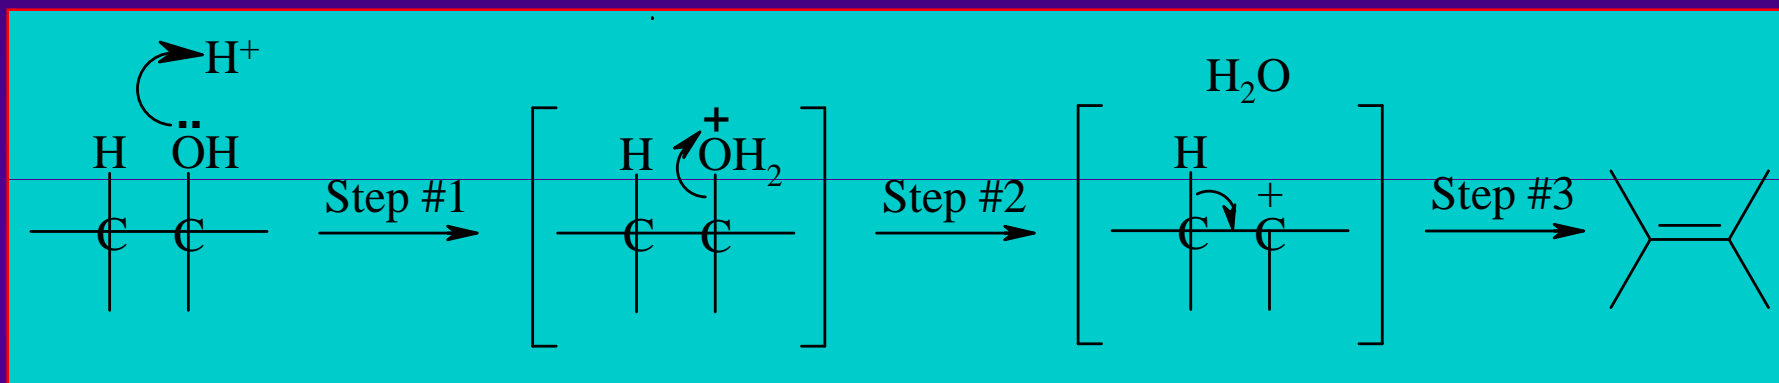 H⁺
H ÖH
C C
Step #1
+
H OH₂
C C
Step #2
H₂O
H
+
C C
Step #3